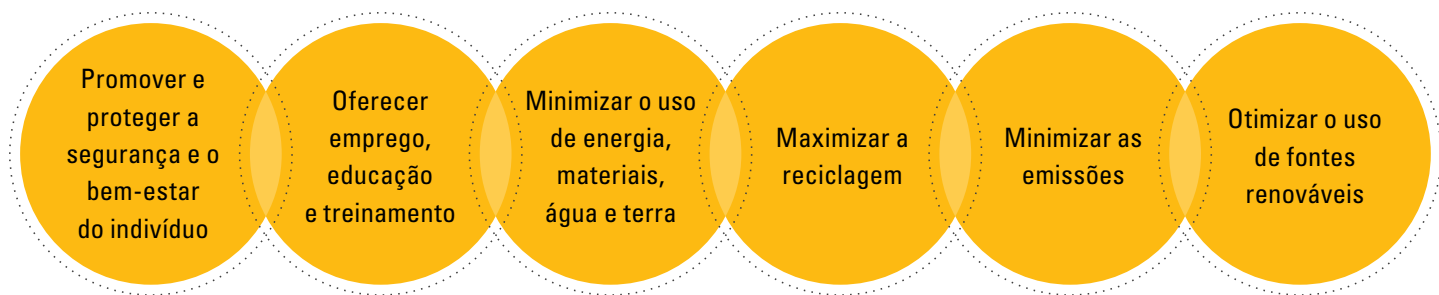 Promover e
proteger a
segurança e o
bem-estar
do indivíduo
Oferecer
emprego,
educação
e treinamento
Minimizar o uso
de energia,
materiais,
água e terra
Maximizar a
reciclagem
Minimizar as
emissões
Otimizar o uso
de fontes
renováveis